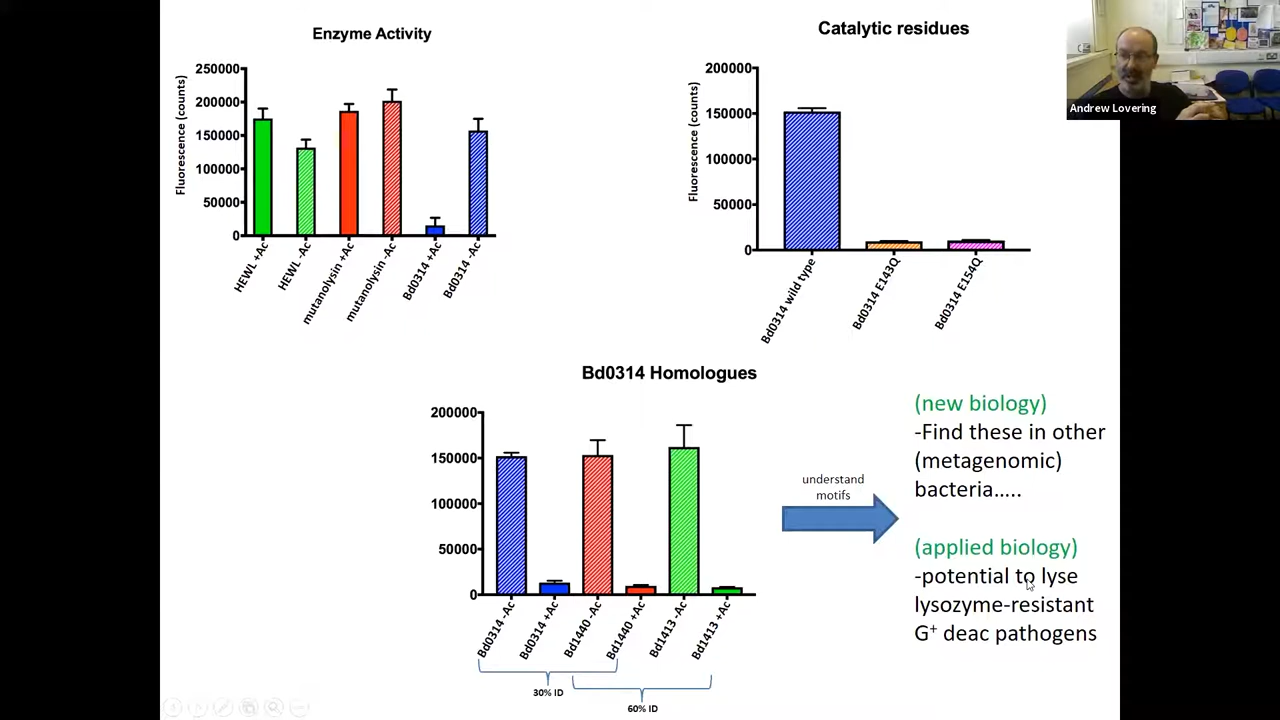 Enzyme Activity
Fluorescence (counts)
250000
200000
150000
100000
50000
0
HEWL +Ac
HEWL -Ac
mutanolysin +Ac
mutanolysin -Ac
Bd0314 +Ac
Bd0314 -Ac
Catalytic residues
Fluorescence (counts)
200000
150000
100000
50000
0
Bd0314 wild type
Bd0314 E143Q
Bd0314 E154Q
Andrew Lovering
Bd0314 Homologues
200000
150000
100000
50000
0
Bd0314 -Ac
Bd0314 +Ac
Bd1440 -Ac
Bd1440 +Ac
Bd1413 -Ac
Bd1413 +Ac
30% ID
60% ID
understand
motifs
(new biology)
-Find these in other
(metagenomic)
bacteria.....
(applied biology)
-potential to lyse
lysozyme-resistant
G⁺ deac pathogens